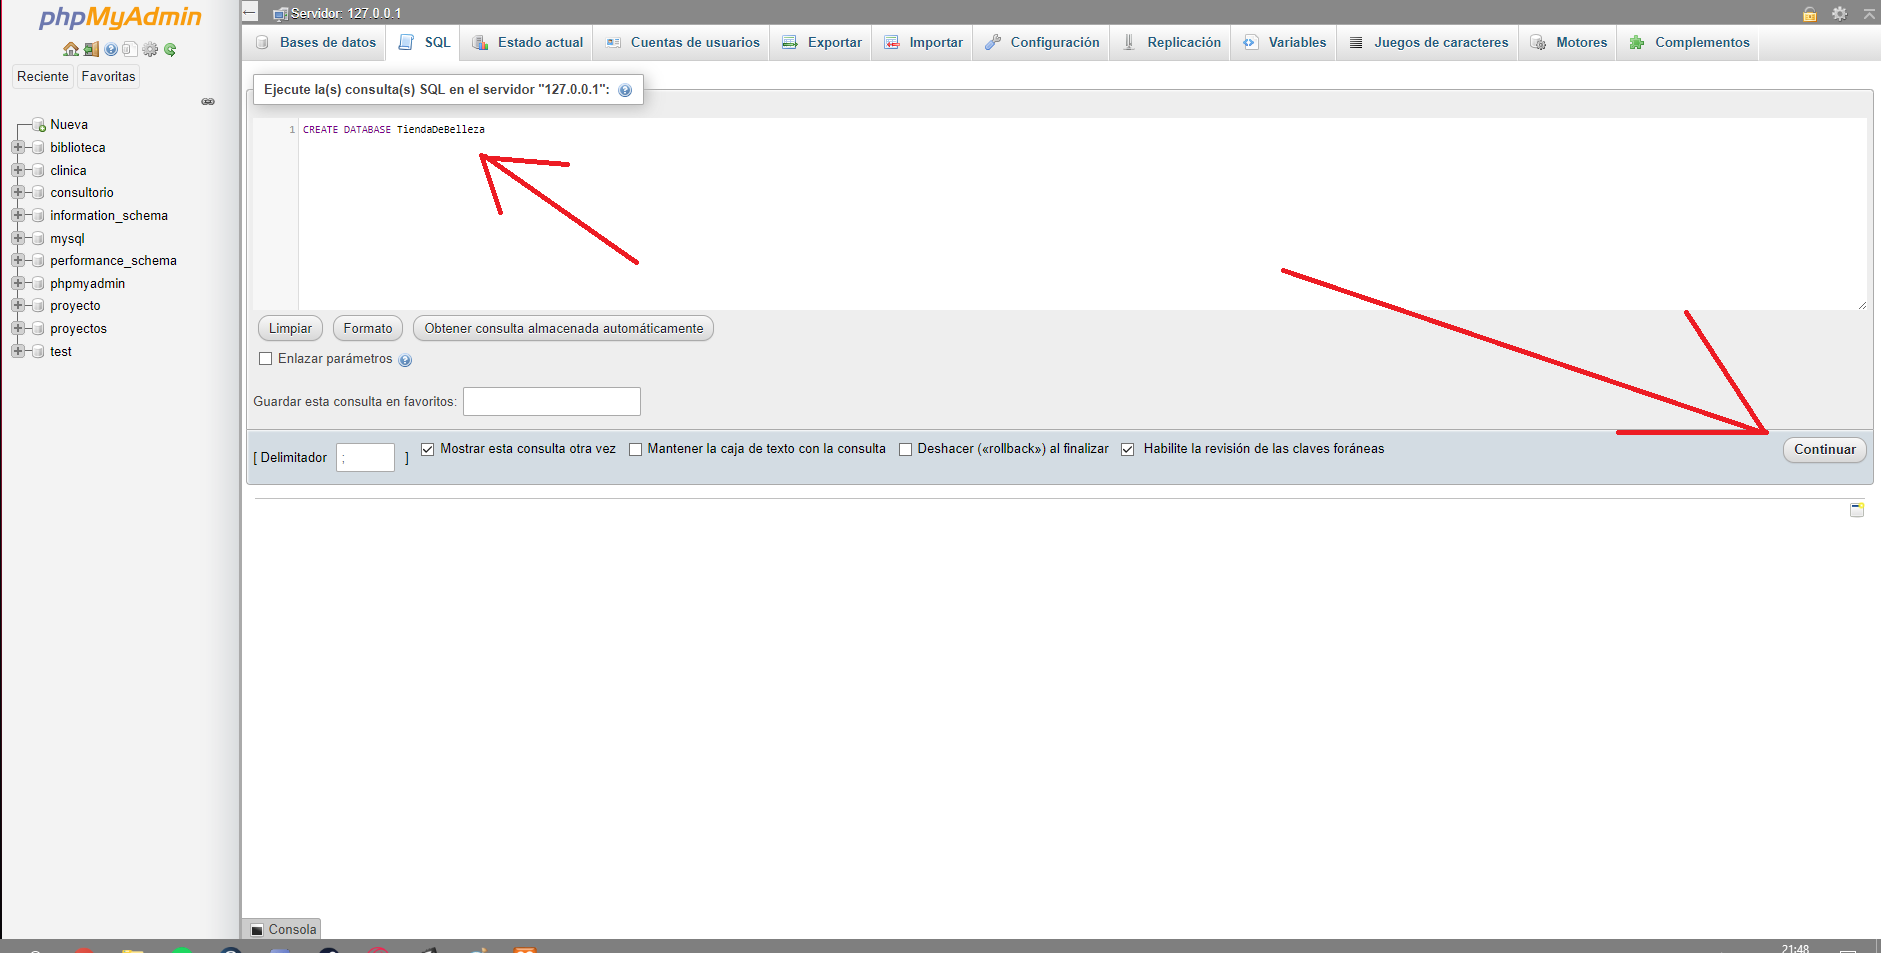 phpMyAdmin
Reciente Favoritas
Nueva
biblioteca
clinica
consultorio
information_schema
mysql
performance_schema
phpmyadmin
proyecto
proyectos
test
Servidor: 127.0.0.1
Bases de datos SQL Estado actual Cuentas de usuarios Exportar Importar Configuración Replicación Variables Juegos de caracteres Motores Complementos
Ejecute la(s) consulta(s) SQL en el servidor "127.0.0.1":
1 CREATE DATABASE TiendaDeBelleza
Limpiar Formato Obtener consulta almacenada automáticamente
Enlazar parámetros
Guardar esta consulta en favoritos:
[ Delimitador ; ] Mostrar esta consulta otra vez Mantener la caja de texto con la consulta Deshacer («rollback») al finalizar Habilite la revisión de las claves foráneas Continuar
Consola
21:48